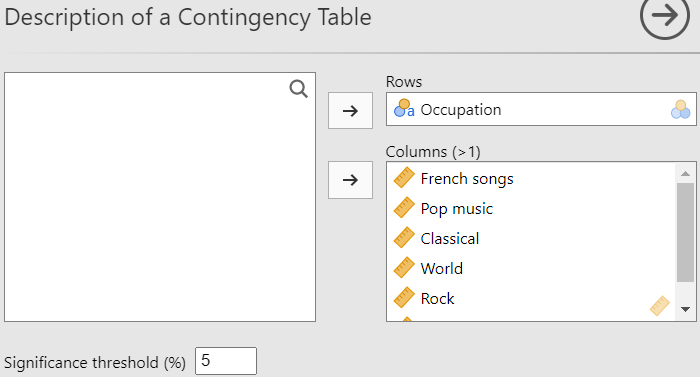 Description of a Contingency Table
Rows
a Occupation
Columns (>1)
French songs
Pop music
Classical
World
Rock
Significance threshold (%) 5